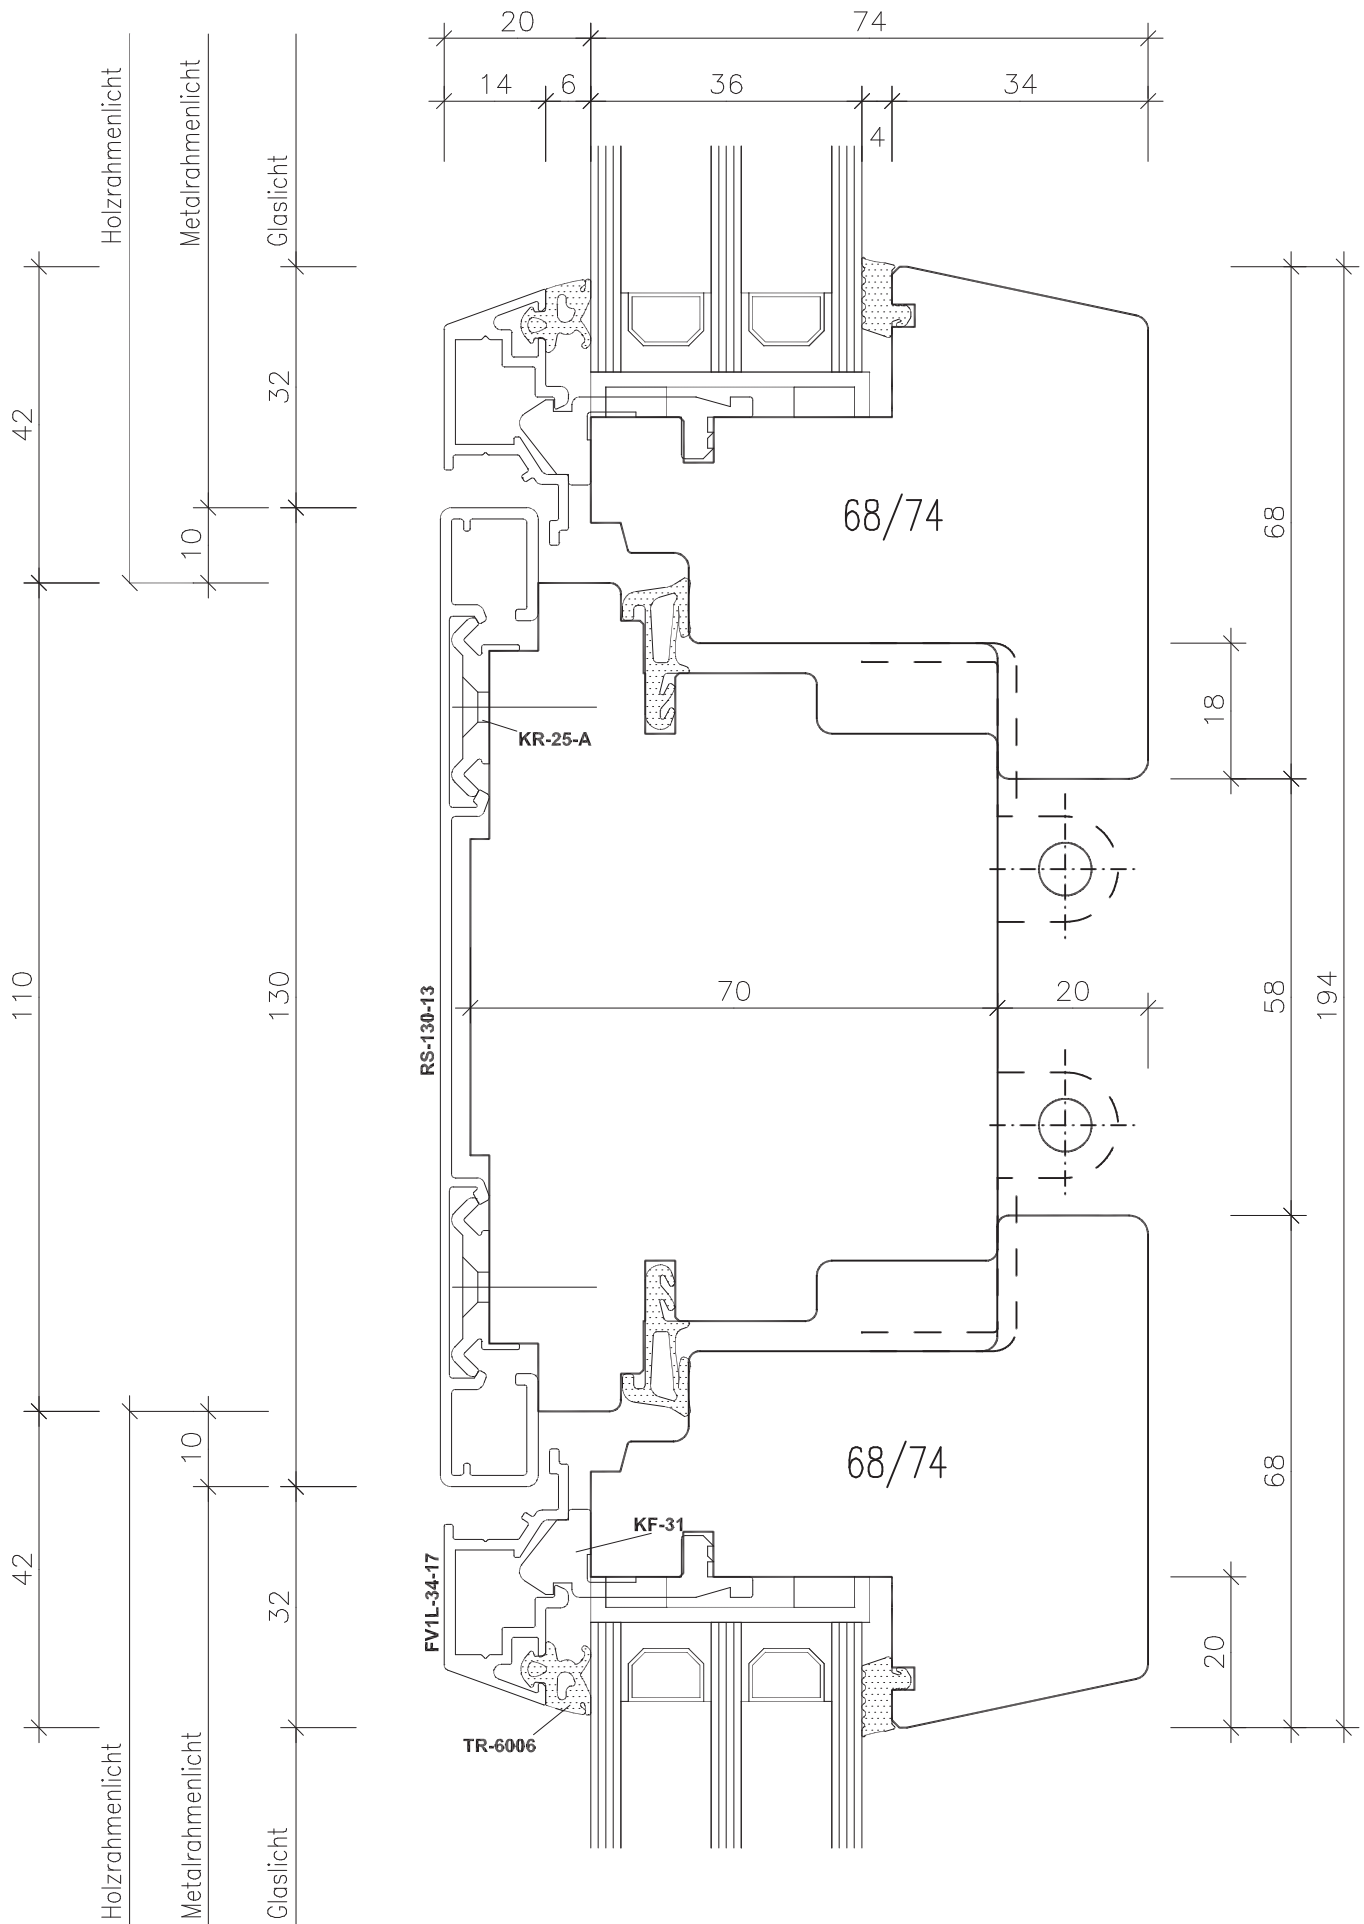 20
74
14
6
36
4
34
Holzrahmenlicht
Metalrahmenlicht
Glaslicht
42
32
10
68/74
68
18
KR-25-A
110
130
RS-130-13
70
20
58
194
10
68/74
68
42
32
FV1L-34-17
KF-31
20
TR-6006
Holzrahmenlicht
Metalrahmenlicht
Glaslicht